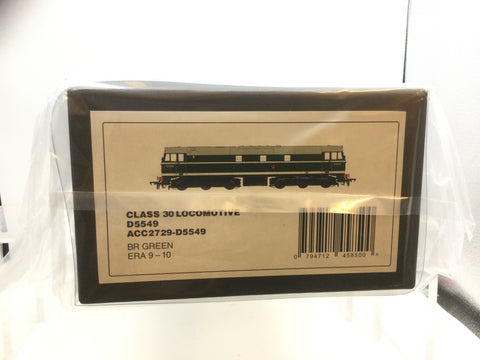 CLASS 30 LOCOMOTIVE
D5549
ACC2729-D5549
BR GREEN
ERA 9-10
0 794712 458500